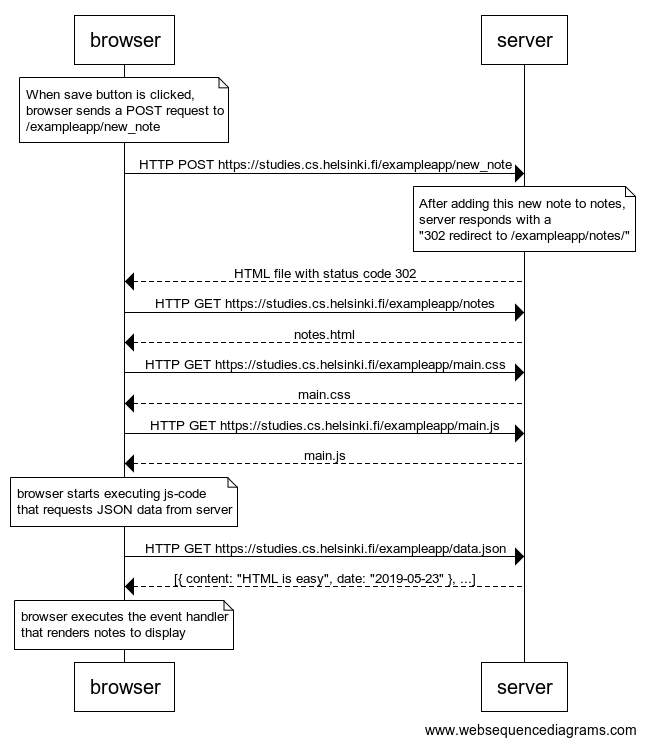 browser
server
When save button is clicked,
browser sends a POST request to
/exampleapp/new_note
HTTP POST https://studies.cs.helsinki.fi/exampleapp/new_note
After adding this new note to notes,
server responds with a
"302 redirect to /exampleapp/notes/"
HTML file with status code 302
HTTP GET https://studies.cs.helsinki.fi/exampleapp/notes
notes.html
HTTP GET https://studies.cs.helsinki.fi/exampleapp/main.css
main.css
HTTP GET https://studies.cs.helsinki.fi/exampleapp/main.js
main.js
browser starts executing js-code
that requests JSON data from server
HTTP GET https://studies.cs.helsinki.fi/exampleapp/data.json
[{ content: "HTML is easy", date: "2019-05-23" }, ...]
browser executes the event handler
that renders notes to display
browser
server
www.websequencediagrams.com